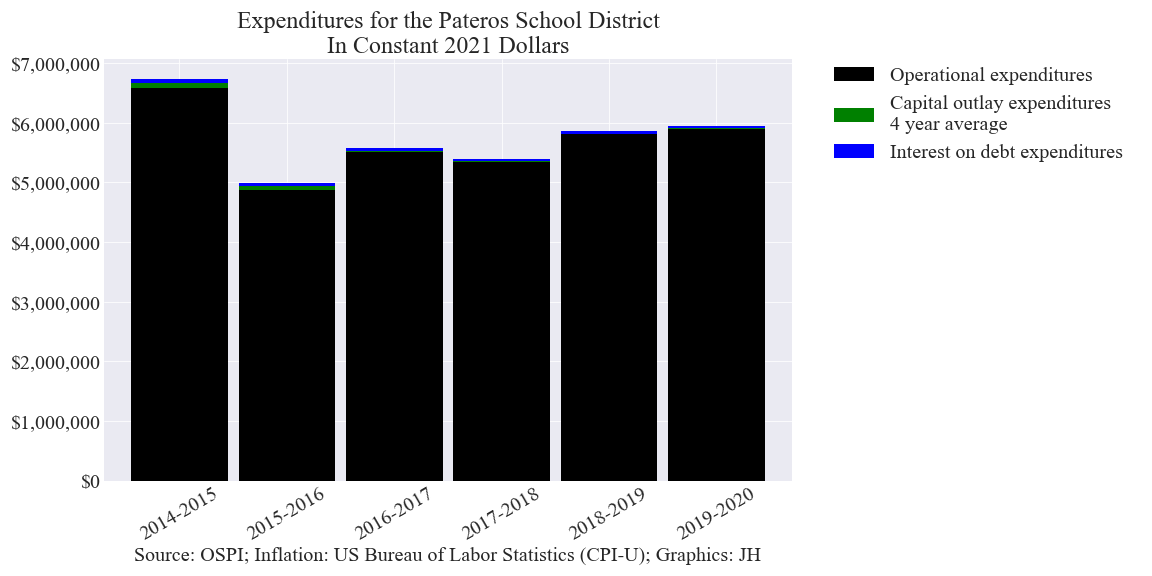 Expenditures for the Pateros School District
In Constant 2021 Dollars
$7,000,000
$6,000,000
$5,000,000
$4,000,000
$3,000,000
$2,000,000
$1,000,000
$0
2014-2015
2015-2016
2016-2017
2017-2018
2018-2019
2019-2020
Source: OSPI; Inflation: US Bureau of Labor Statistics (CPI-U); Graphics: JH
Operational expenditures
Capital outlay expenditures
4 year average
Interest on debt expenditures